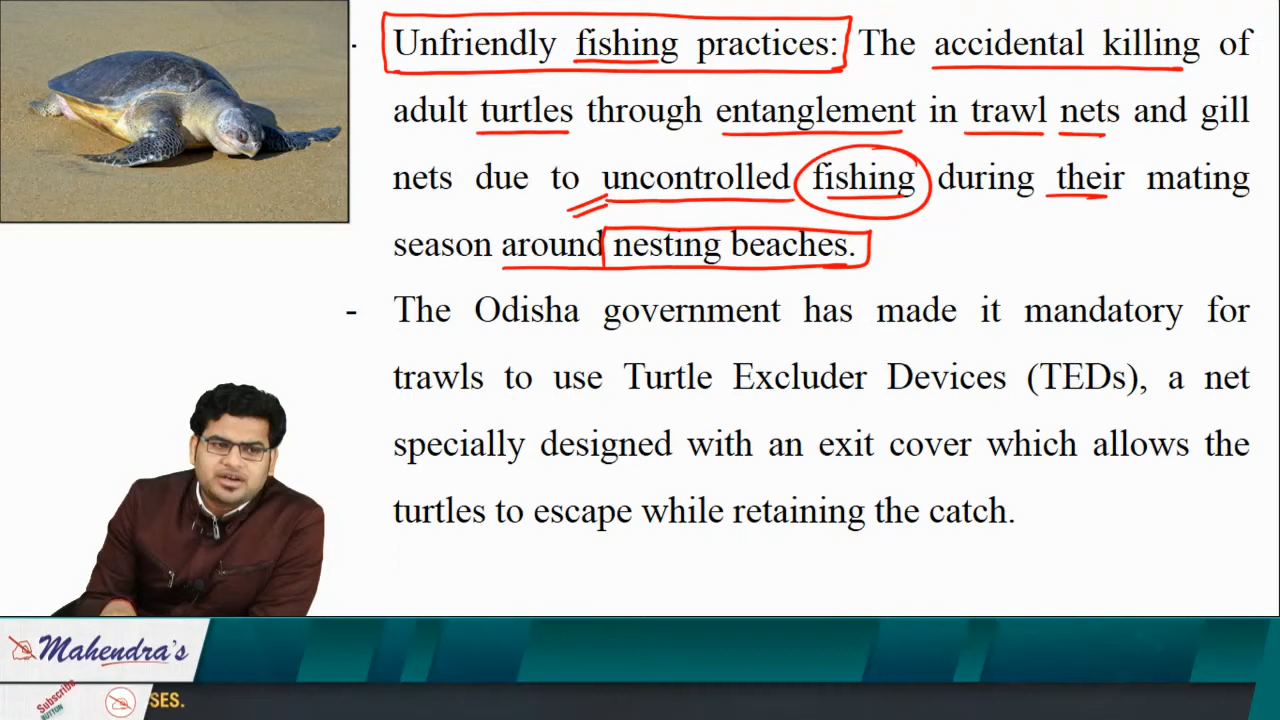 - Unfriendly fishing practices: The accidental killing of
adult turtles through entanglement in trawl nets and gill
nets due to uncontrolled fishing during their mating
season around nesting beaches.
- The Odisha government has made it mandatory for
trawls to use Turtle Excluder Devices (TEDs), a net
specially designed with an exit cover which allows the
turtles to escape while retaining the catch.
Mahendra's
Subscribe
BUTTON
SES.